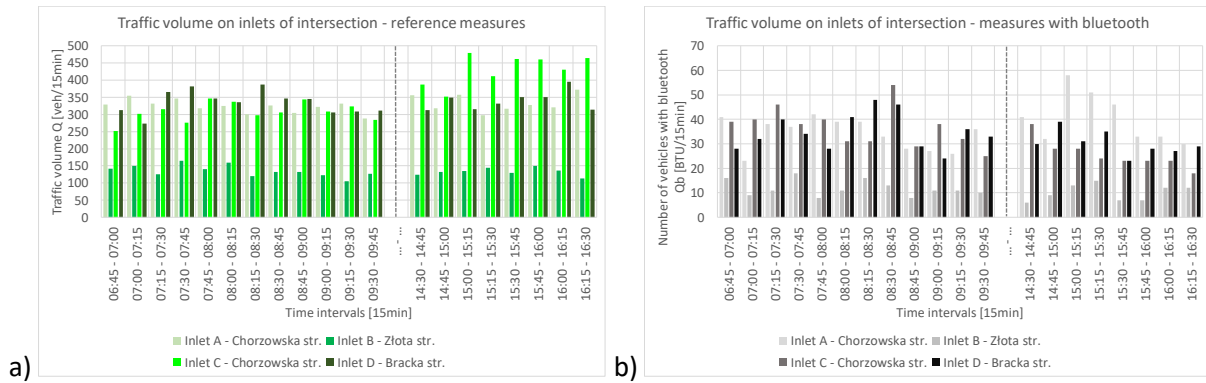 Traffic volume on inlets of intersection - reference measures
Traffic volume Q [veh/15min]
500
450
400
350
300
250
200
150
100
50
0
06:45 - 07:00
07:00 - 07:15
07:15 - 07:30
07:30 - 07:45
07:45 - 08:00
08:00 - 08:15
08:15 - 08:30
08:30 - 08:45
08:45 - 09:00
09:00 - 09:15
09:15 - 09:30
09:30 - 09:45
...-...
14:30 - 14:45
14:45 - 15:00
15:00 - 15:15
15:15 - 15:30
15:30 - 15:45
15:45 - 16:00
16:00 - 16:15
16:15 - 16:30
Time intervals [15min]
Inlet A - Chorzowska str.
Inlet B - Złota str.
Inlet C - Chorzowska str.
Inlet D - Bracka str.
a)
Traffic volume on inlets of intersection - measures with bluetooth
Number of vehicles with bluetooth
Qb [BTU/15min]
70
60
50
40
30
20
10
0
06:45 - 07:00
07:00 - 07:15
07:15 - 07:30
07:30 - 07:45
07:45 - 08:00
08:00 - 08:15
08:15 - 08:30
08:30 - 08:45
08:45 - 09:00
09:00 - 09:15
09:15 - 09:30
09:30 - 09:45
...-...
14:30 - 14:45
14:45 - 15:00
15:00 - 15:15
15:15 - 15:30
15:30 - 15:45
15:45 - 16:00
16:00 - 16:15
16:15 - 16:30
Time intervals [15min]
Inlet A - Chorzowska str.
Inlet B - Złota str.
Inlet C - Chorzowska str.
Inlet D - Bracka str.
b)